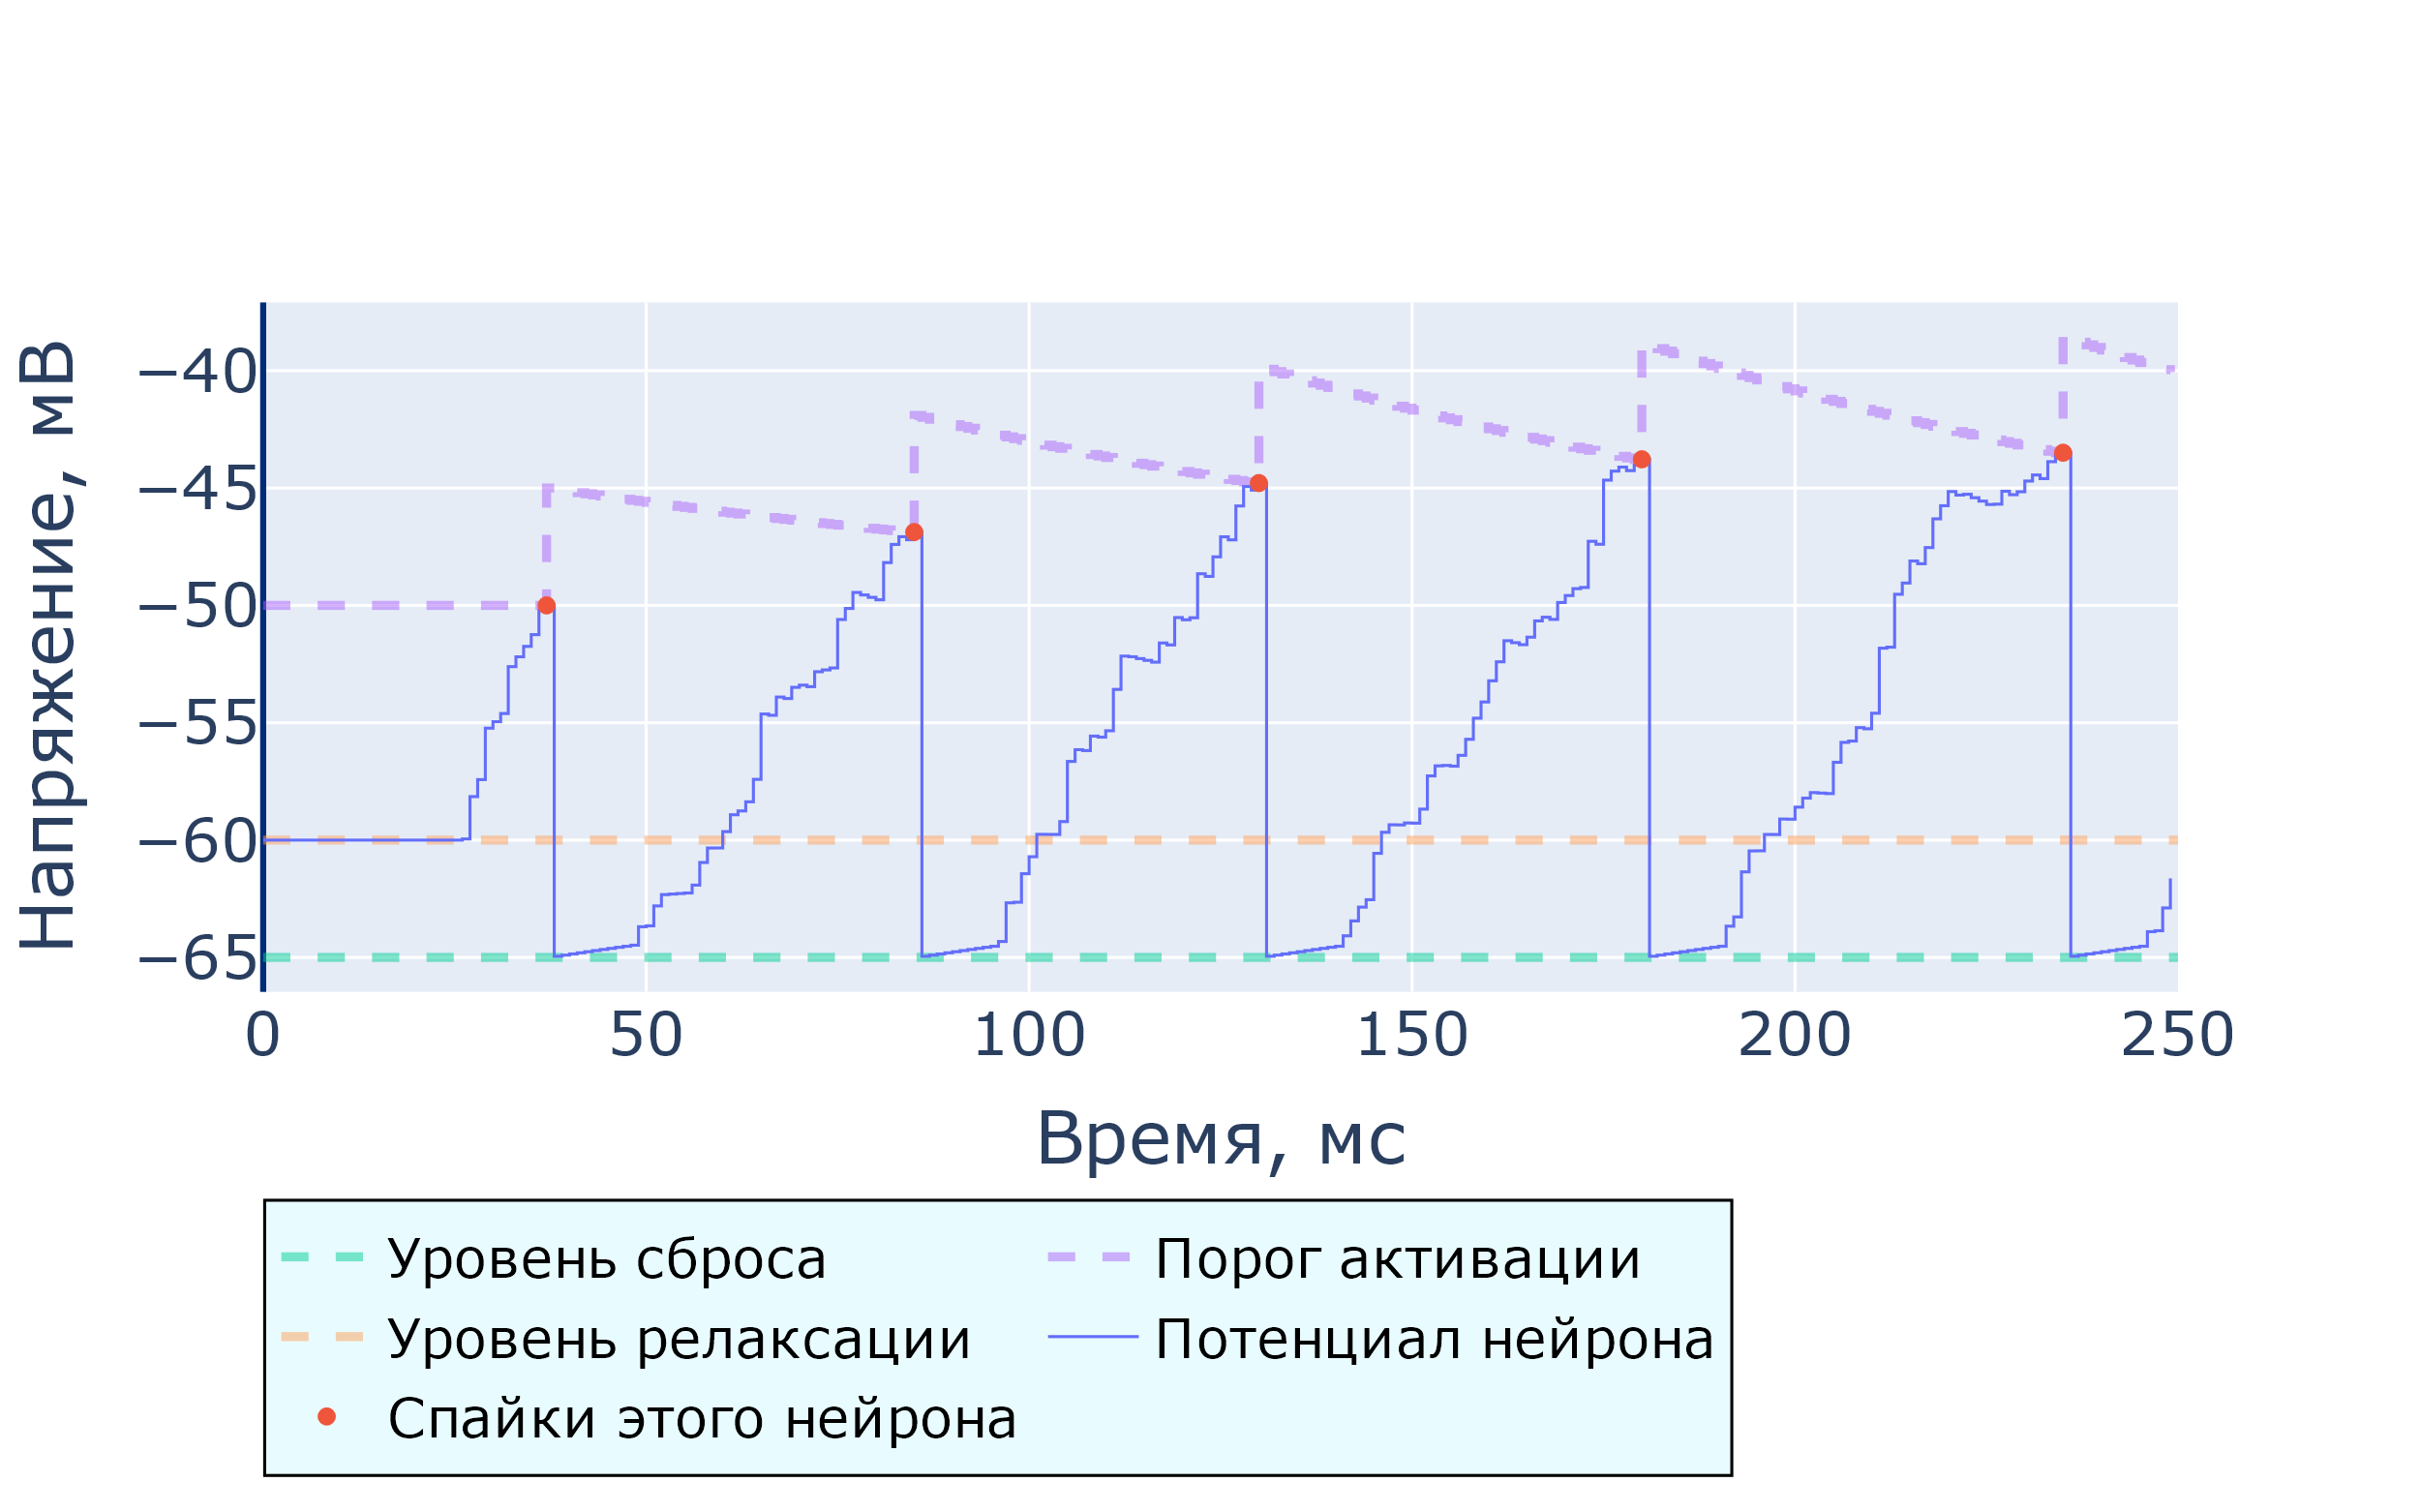 Напряжение, мВ
−40
−45
−50
−55
−60
−65
0 50 100 150 200 250
Время, мс
Уровень сброса
Уровень релаксации
Спайки этого нейрона
Порог активации
Потенциал нейрона